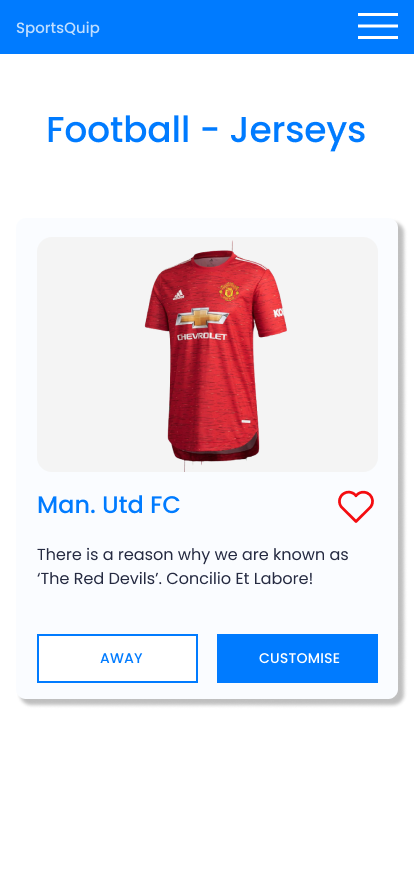 SportsQuip
Football - Jerseys
CHEVROLET
Man. Utd FC
There is a reason why we are known as
‘The Red Devils’. Concilio Et Labore!
AWAY
CUSTOMISE